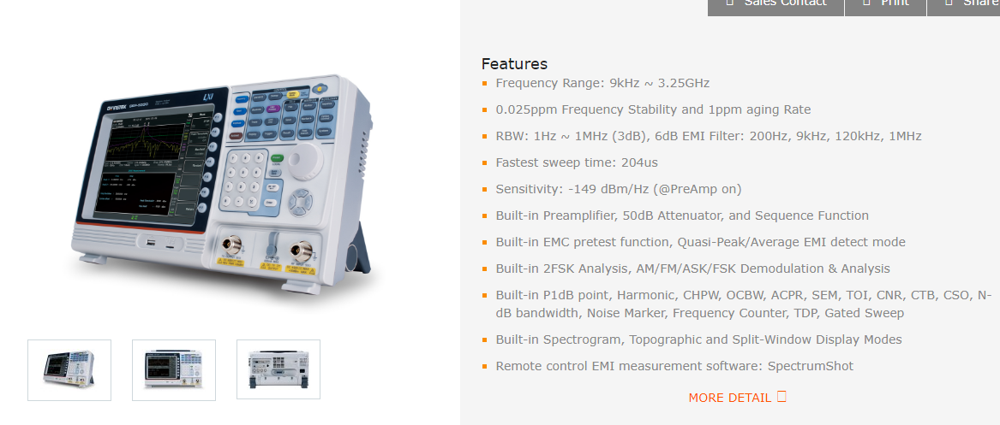 Sales Contact
Print
Share
Features
Frequency Range: 9kHz ~ 3.25GHz
0.025ppm Frequency Stability and 1ppm aging Rate
RBW: 1Hz ~ 1MHz (3dB), 6dB EMI Filter: 200Hz, 9kHz, 120kHz, 1MHz
Fastest sweep time: 204us
Sensitivity: -149 dBm/Hz (@PreAmp on)
Built-in Preamplifier, 50dB Attenuator, and Sequence Function
Built-in EMC pretest function, Quasi-Peak/Average EMI detect mode
Built-in 2FSK Analysis, AM/FM/ASK/FSK Demodulation & Analysis
Built-in P1dB point, Harmonic, CHPW, OCBW, ACPR, SEM, TOI, CNR, CTB, CSO, N-
dB bandwidth, Noise Marker, Frequency Counter, TDP, Gated Sweep
Built-in Spectrogram, Topographic and Split-Window Display Modes
Remote control EMI measurement software: SpectrumShot
MORE DETAIL
GWINSTEK
LXI